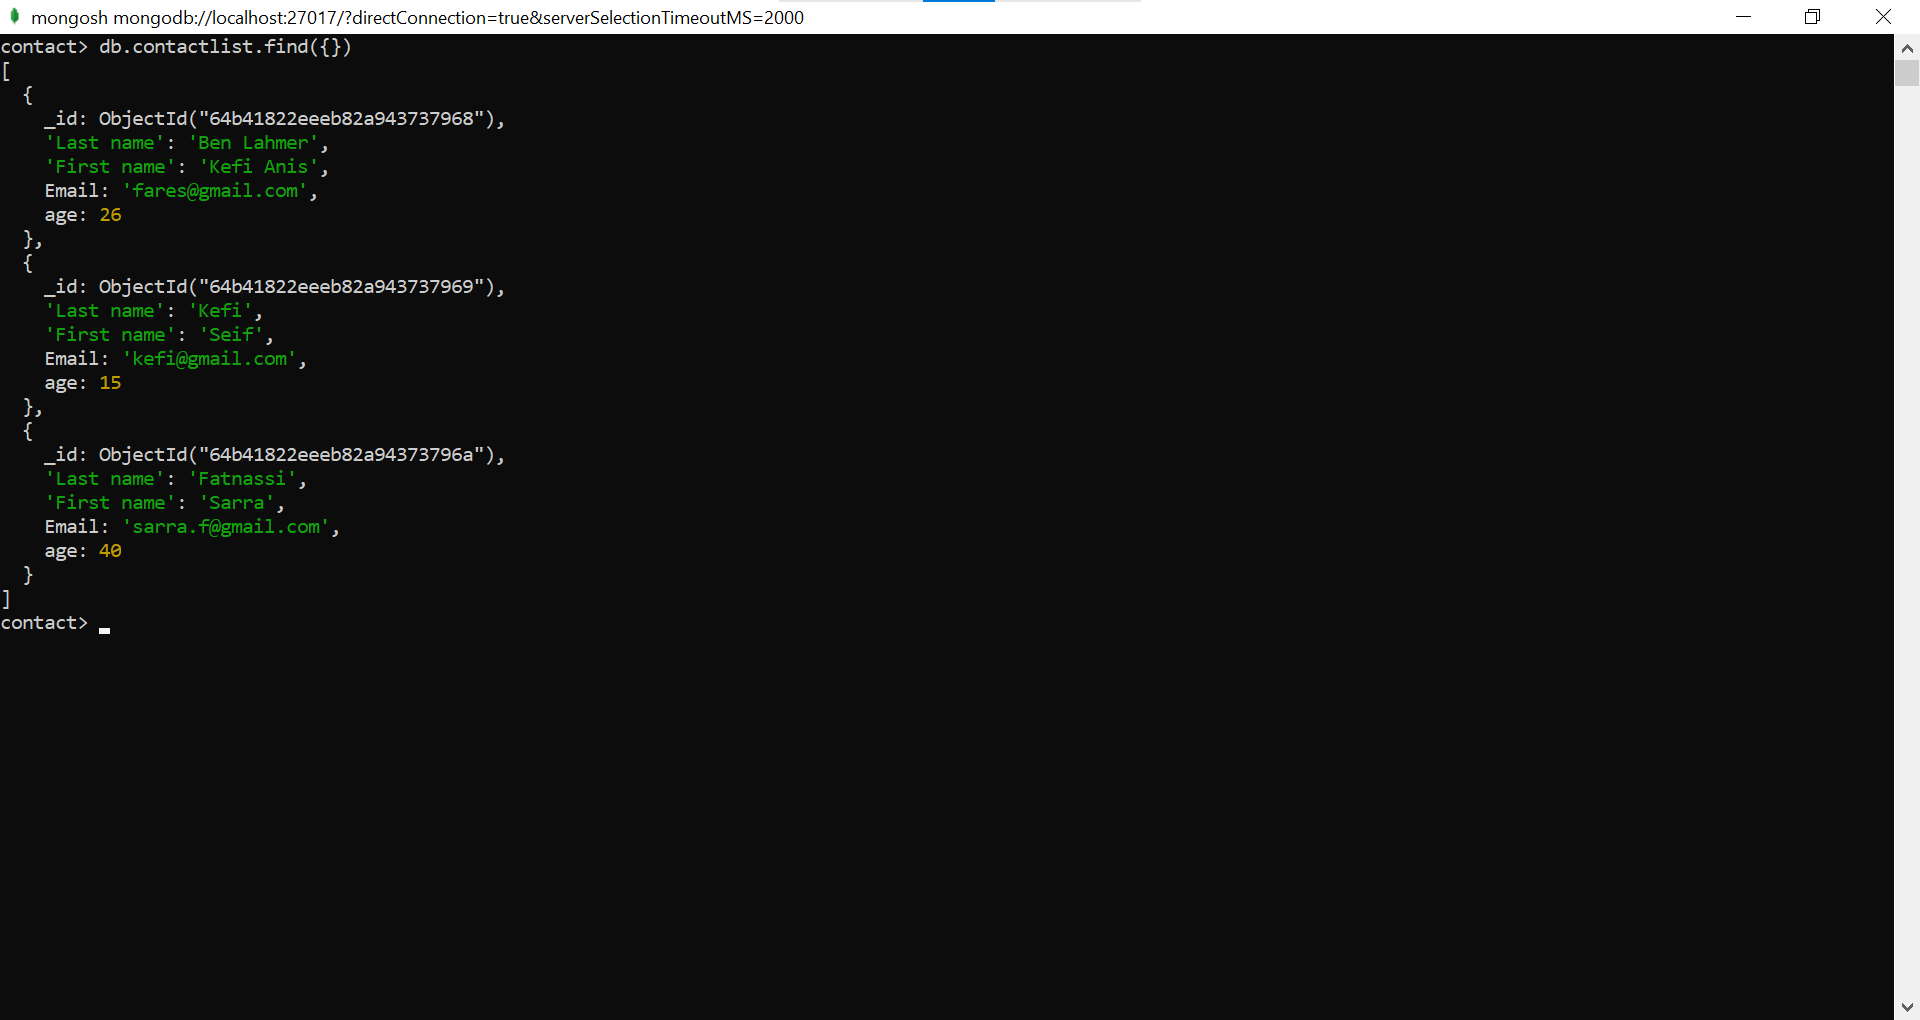 mongosh mongodb://localhost:27017/?directConnection=true&serverSelectionTimeoutMS=2000
contact> db.contactlist.find({})
[
  {
    _id: ObjectId("64b41822eeeb82a943737968"),
    'Last name': 'Ben Lahmer',
    'First name': 'Kefi Anis',
    Email: 'fares@gmail.com',
    age: 26
  },
  {
    _id: ObjectId("64b41822eeeb82a943737969"),
    'Last name': 'Kefi',
    'First name': 'Seif',
    Email: 'kefi@gmail.com',
    age: 15
  },
  {
    _id: ObjectId("64b41822eeeb82a94373796a"),
    'Last name': 'Fatnassi',
    'First name': 'Sarra',
    Email: 'sarra.f@gmail.com',
    age: 40
  }
]
contact>